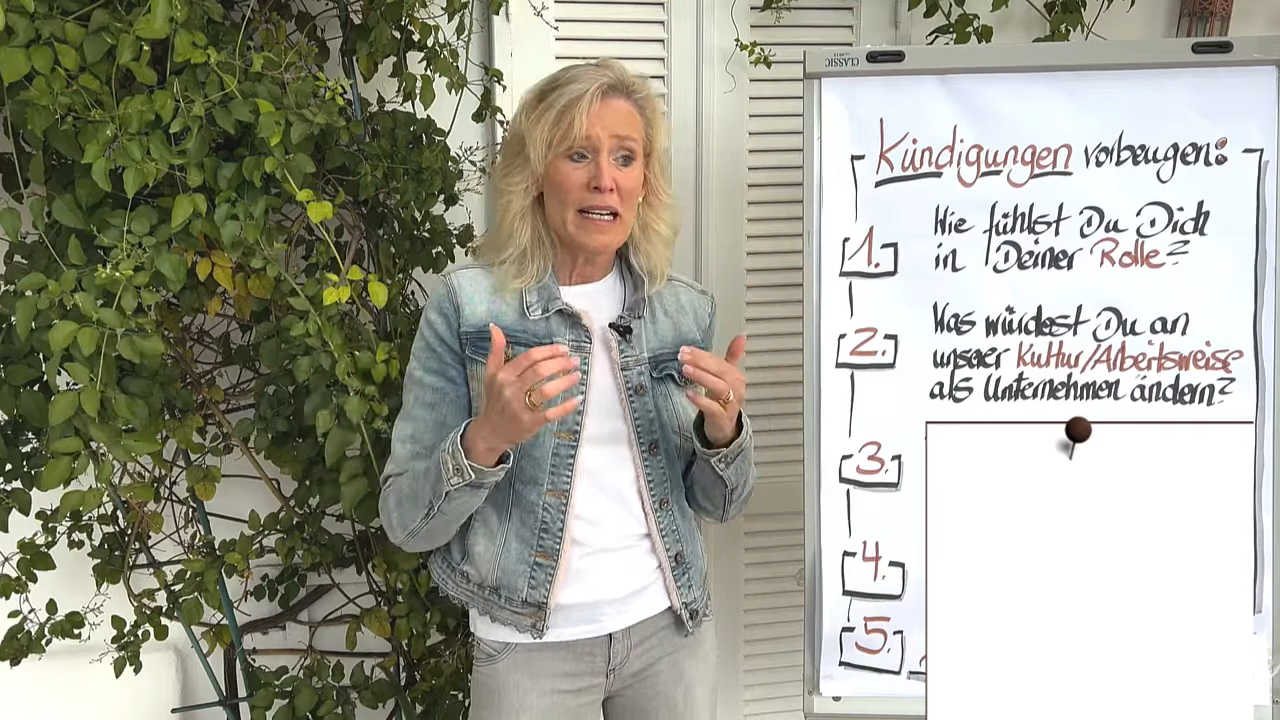 CLASSIC
Kündigungen vorbeugen:
1. Wie fühlst Du Dich
in Deiner Rolle?
2. Was würdest Du an
unserer Kultur/Arbeitsweise
als Unternehmen ändern?
3.
4.
5.